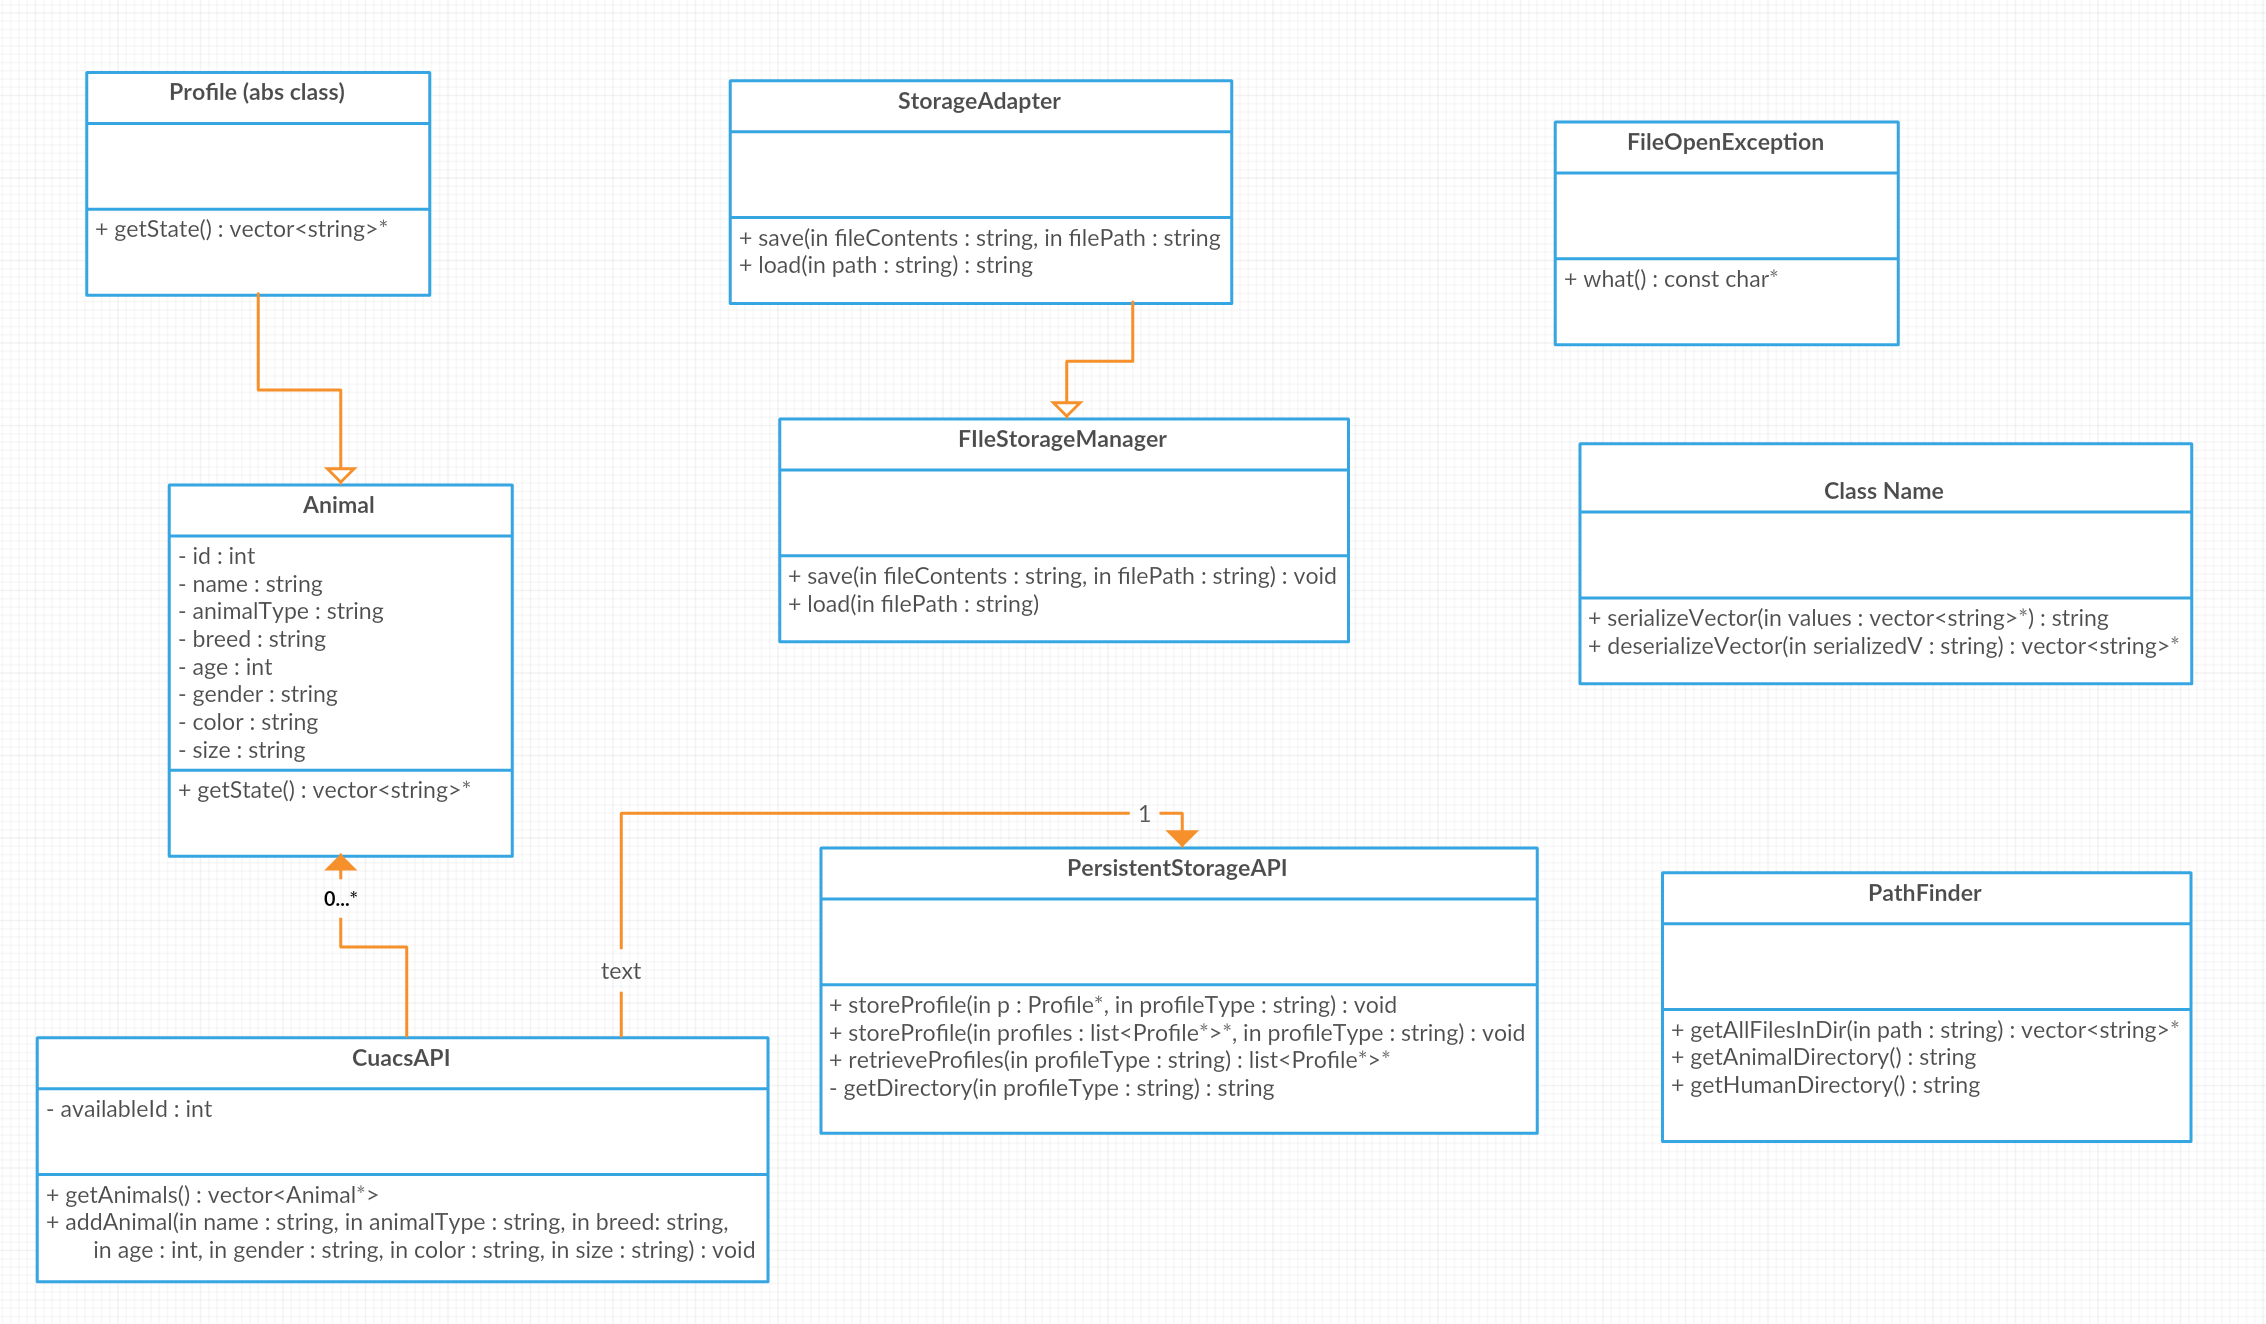 Profile (abs class)
+ getState() : vector<string>*
StorageAdapter
+ save(in fileContents : string, in filePath : string
+ load(in path : string) : string
FileOpenException
+ what() : const char*
Animal
- id : int
- name : string
- animalType : string
- breed : string
- age : int
- gender : string
- color : string
- size : string
+ getState() : vector<string>*
FIleStorageManager
+ save(in fileContents : string, in filePath : string) : void
+ load(in filePath : string)
Class Name
+ serializeVector(in values : vector<string>*) : string
+ deserializeVector(in serializedV : string) : vector<string>*
0...*
text
1
CuacsAPI
- availableId : int
+ getAnimals() : vector<Animal*>
+ addAnimal(in name : string, in animalType : string, in breed: string,
in age : int, in gender : string, in color : string, in size : string) : void
PersistentStorageAPI
+ storeProfile(in p : Profile*, in profileType : string) : void
+ storeProfile(in profiles : list<Profile*>*, in profileType : string) : void
+ retrieveProfiles(in profileType : string) : list<Profile*>*
- getDirectory(in profileType : string) : string
PathFinder
+ getAllFilesInDir(in path : string) : vector<string>*
+ getAnimalDirectory() : string
+ getHumanDirectory() : string